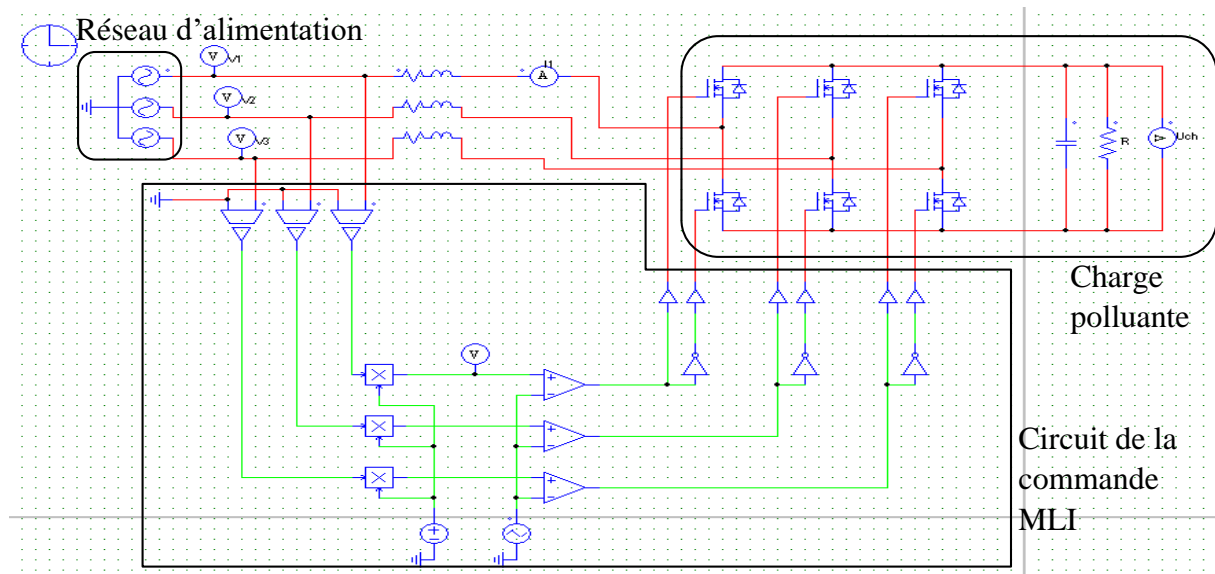 Réseau d'alimentation
V
V1
V
V2
V
V3
I1
A
R
V
Uch
Charge
polluante
V
Circuit de la
commande
MLI